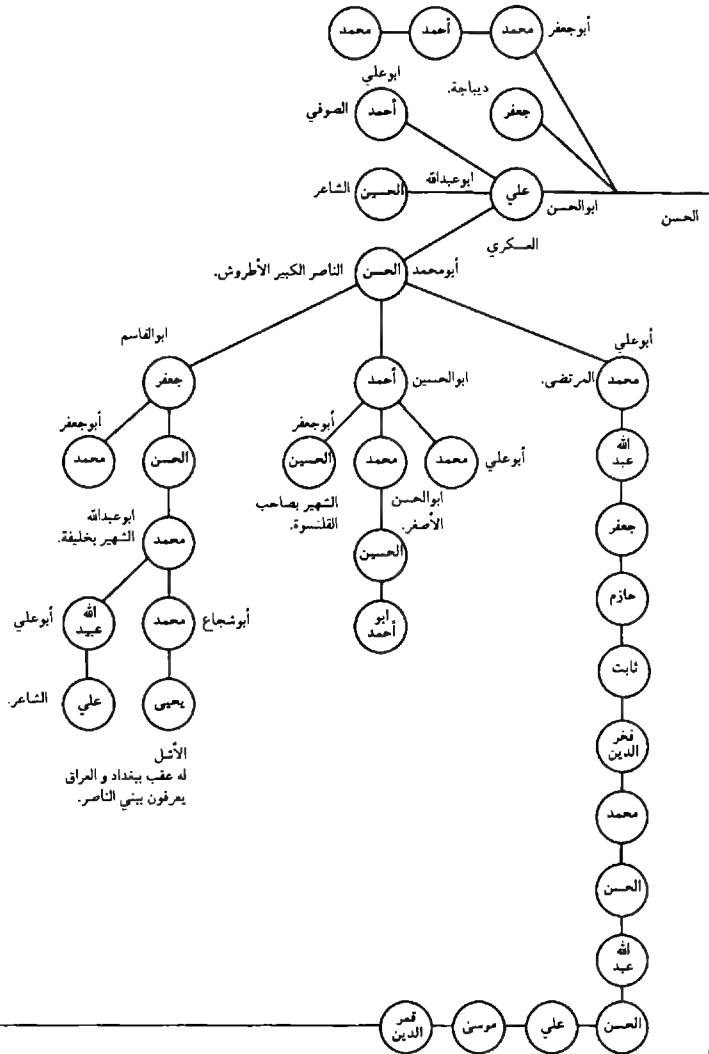 أبوجعفر
محمد
أحمد
محمد
ديباجة.
جعفر
ابوعلي
أحمد
الصوفي
الحسن
ابوالحسن
علي
العسكري
ابوعبدالله
الحسين
الشاعر
أبومحمد
الحسن
الناصر الكبير الأطروش.
أبوعلي
محمد
المرتضى.
ابوالحسين
أحمد
ابوالقاسم
جعفر
الله
عبد
أبوعلي
محمد
محمد
أبوجعفر
الحسين
الحسن
أبوجعفر
محمد
ابوالحسن
الأصغر.
الشهير بصاحب
القلنسوة.
جعفر
الحسين
محمد
ابوعبدالله
الشهير بخليفة.
حازم
ابو
أحمد
أبوشجاع
محمد
الله
عبيد
أبوعلي
ثابت
يحيى
علي
الشاعر.
الأشل
له عقب ببغداد و العراق
يعرفون ببني الناصر.
فخر
الدين
محمد
الحسن
الله
عبد
الحسن
علي
موسى
قمر
الدين